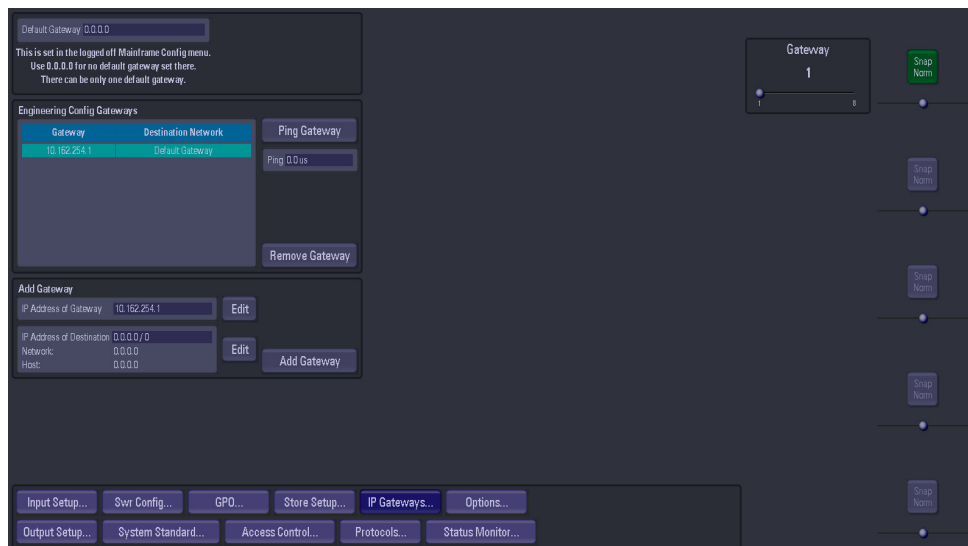 Default Gateway 0.0.0.0
This is set in the logged off Mainframe Config menu.
Use 0.0.0.0 for no default gateway set there.
There can be only one default gateway.
Gateway
1
1 8
Snap
Norm
Engineering Config Gateways
Gateway Destination Network
10.162.254.1 Default Gateway
Ping Gateway
Ping 0.0 us
Remove Gateway
Snap
Norm
Add Gateway
IP Address of Gateway 10.162.254.1 Edit
IP Address of Destination 0.0.0.0 / 0
Network: 0.0.0.0
Host: 0.0.0.0
Edit
Add Gateway
Snap
Norm
Snap
Norm
Input Setup... Swr Config... GPO... Store Setup... IP Gateways... Options...
Output Setup... System Standard... Access Control... Protocols... Status Monitor...
Snap
Norm